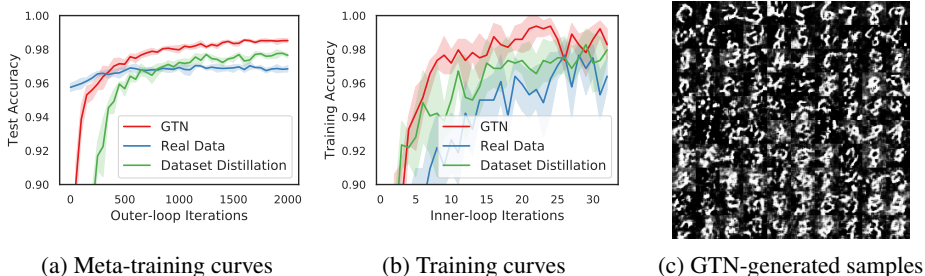 1.00
0.98
0.96
0.94
0.92
0.90
Test Accuracy
GTN
Real Data
Dataset Distillation
0 500 1000 1500 2000
Outer-loop Iterations
(a) Meta-training curves
1.00
0.98
0.96
0.94
0.92
0.90
Training Accuracy
GTN
Real Data
Dataset Distillation
0 5 10 15 20 25 30
Inner-loop Iterations
(b) Training curves
(c) GTN-generated samples